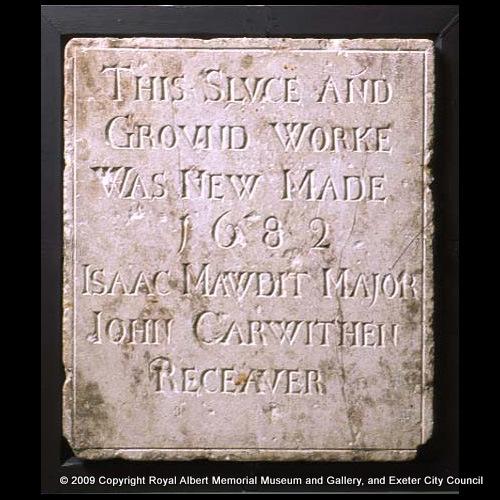 THIS SLVCE AND
GROVND WORKE
WAS NEW MADE
1682
ISAAC MAWDIT MAJOR
JOHN CARWITHEN
RECEAVER
© 2009 Copyright Royal Albert Memorial Museum and Gallery, and Exeter City Council